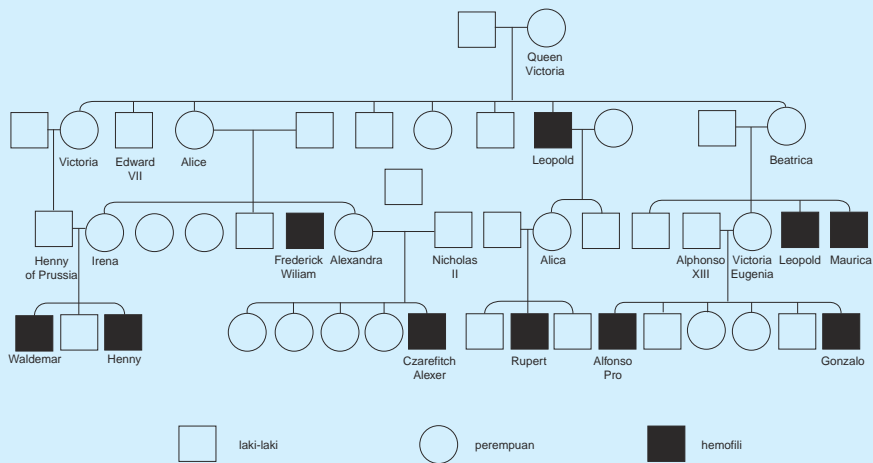 Queen
Victoria
Victoria
Edward
VII
Alice
Leopold
Beatrica
Henny
of Prussia
Irena
Frederick
Wiliam
Alexandra
Nicholas
II
Alica
Alphonso
XIII
Victoria
Eugenia
Leopold
Maurica
Waldemar
Henny
Czarefitch
Alexer
Rupert
Alfonso
Pro
Gonzalo
laki-laki
perempuan
hemofili